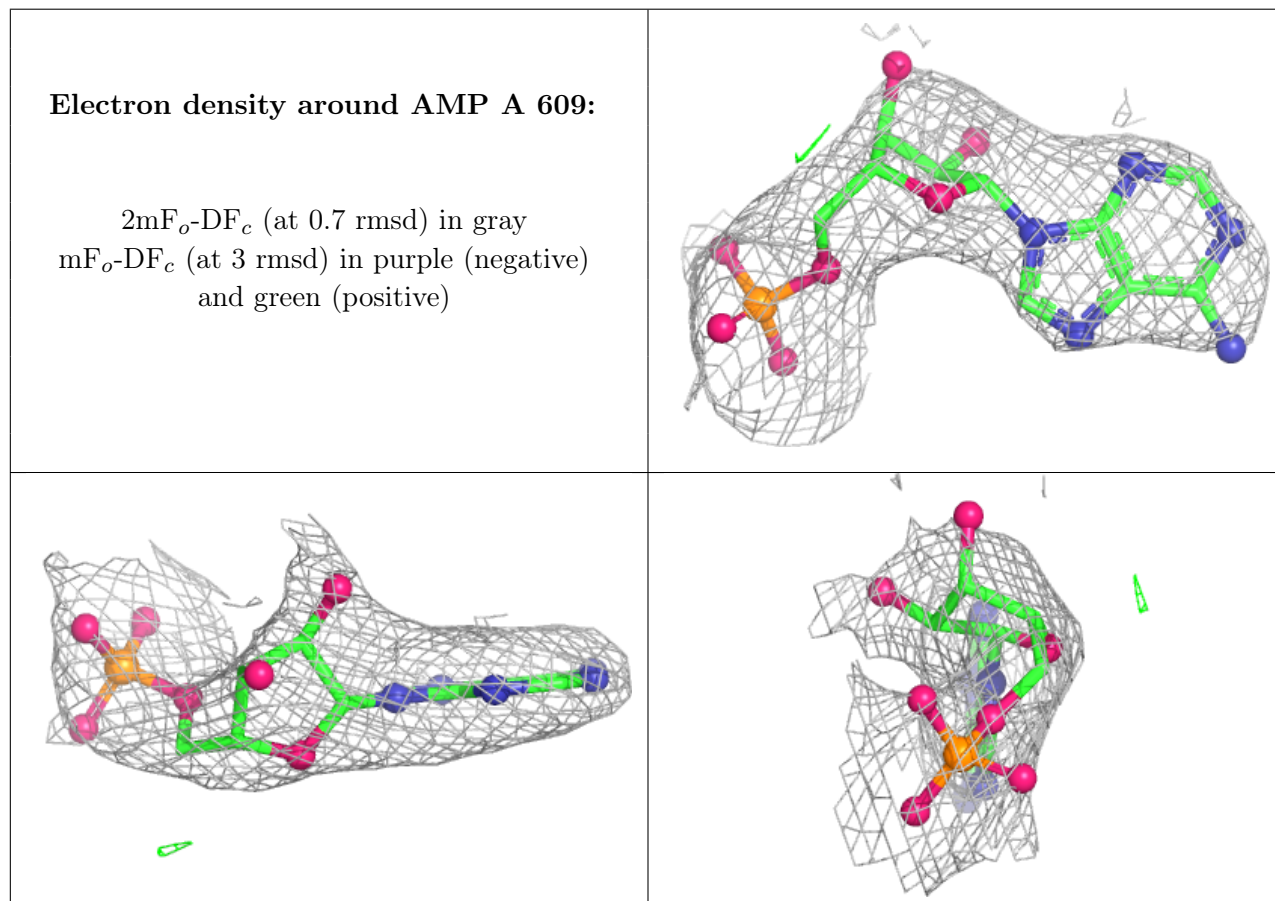 Electron density around AMP A 609:
2mFo-DFc (at 0.7 rmsd) in gray
mFo-DFc (at 3 rmsd) in purple (negative)
and green (positive)